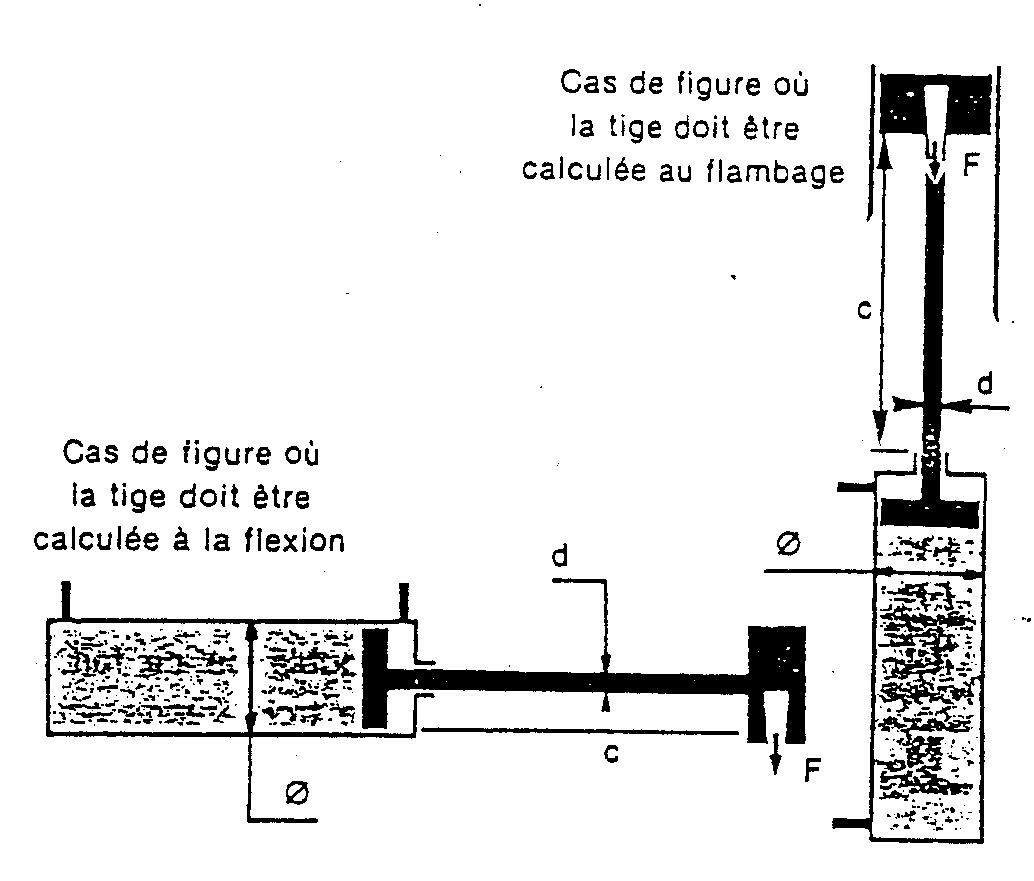 Cas de figure où
la tige doit être
calculée au flambage
F
c
d
Cas de figure où
la tige doit être
calculée à la flexion
d
Ø
c
F
Ø